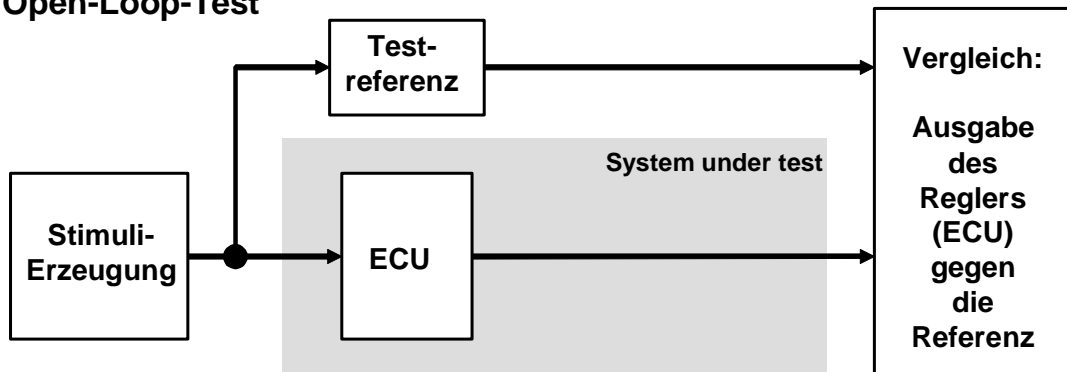 Open-Loop-Test
Test-
referenz
Vergleich:
Ausgabe
des
Reglers
(ECU)
gegen
die
Referenz
System under test
Stimuli-
Erzeugung
ECU